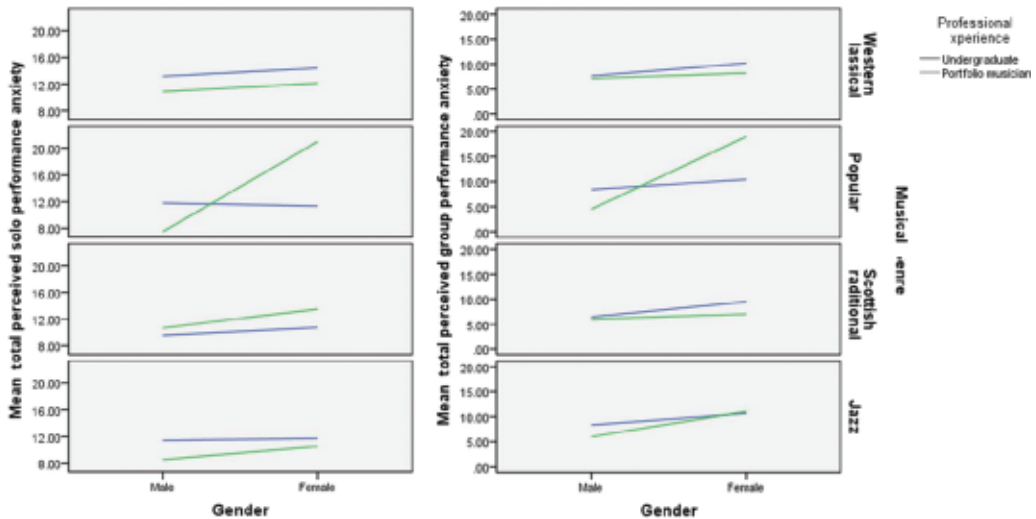 Mean total perceived solo performance anxiety
20.00
16.00
12.00
8.00
20.00
16.00
12.00
8.00
20.00
16.00
12.00
8.00
20.00
16.00
12.00
8.00
Male
Female
Gender
Mean total perceived group performance anxiety
20.00
15.00
10.00
5.00
.00
20.00
15.00
10.00
5.00
.00
20.00
15.00
10.00
5.00
.00
20.00
15.00
10.00
5.00
.00
Male
Female
Gender
Western
lassical
Popular
Scottish
raditional
Jazz
Musical enre
Professional
xperience
Undergraduate
Portfolio musician